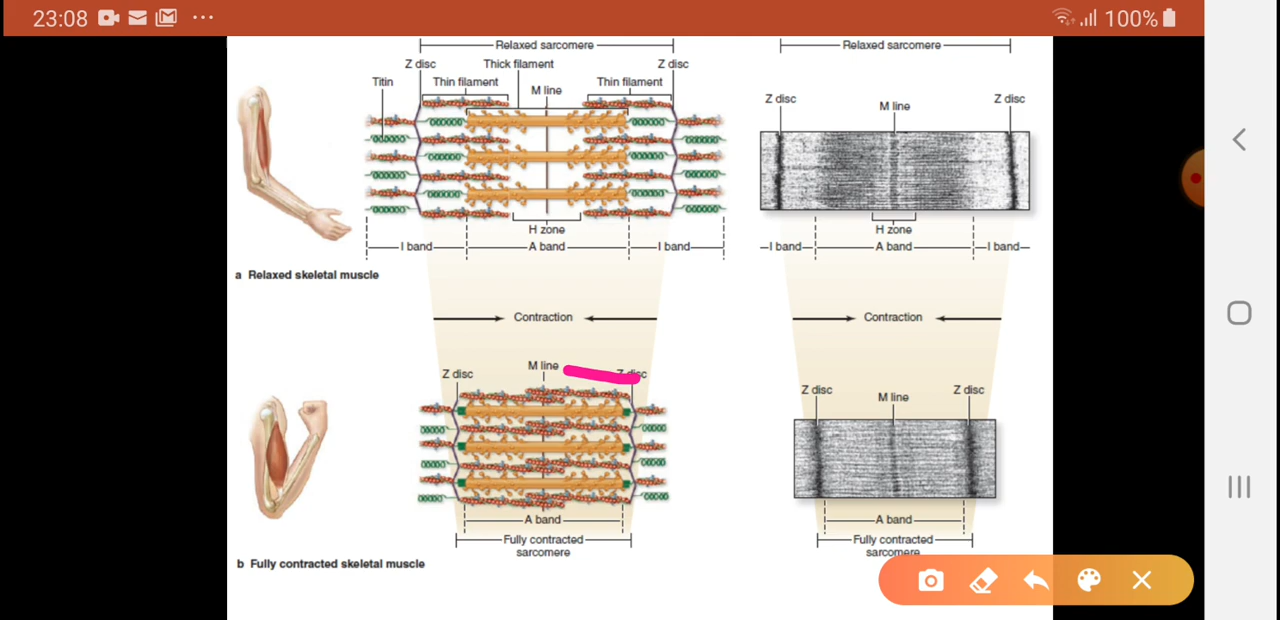 23:08
100%
Relaxed sarcomere
Relaxed sarcomere
Z disc Thick filament Z disc
Titin Thin filament M line Thin filament
Z disc M line Z disc
H zone
H zone
I band A band I band
I band A band I band
a Relaxed skeletal muscle
Contraction
Contraction
Z disc M line Z disc
Z disc M line Z disc
A band
A band
Fully contracted
sarcomere
Fully contracted
sarcomere
b Fully contracted skeletal muscle